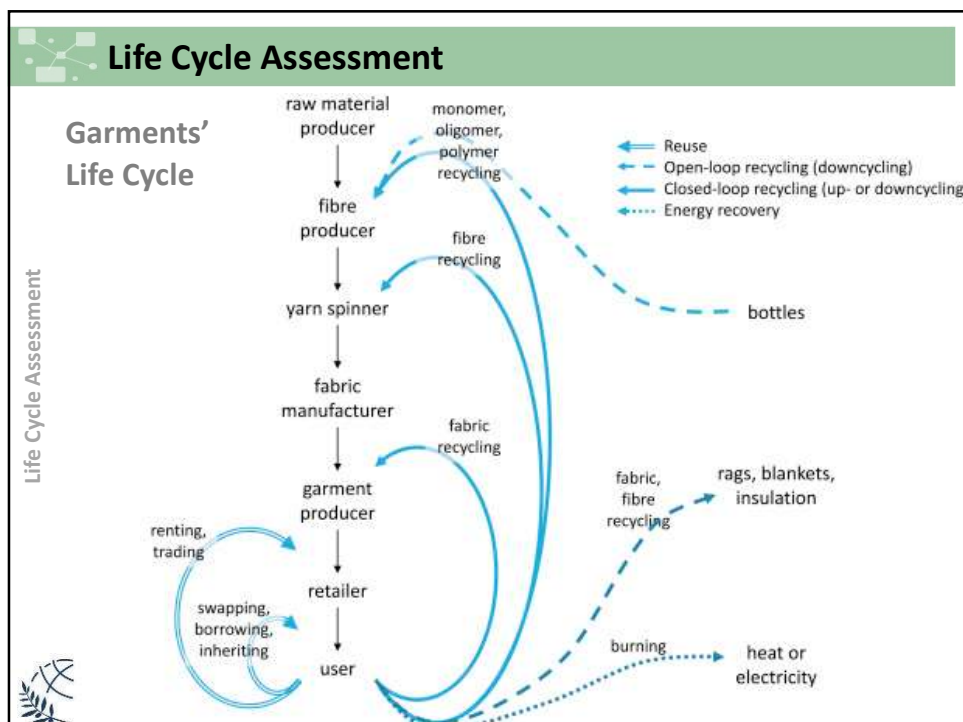 Life Cycle Assessment
Garments'
Life Cycle
Life Cycle Assessment
raw material
producer
monomer,
oligomer,
polymer
recycling
Reuse
Open-loop recycling (downcycling)
Closed-loop recycling (up- or downcycling
Energy recovery
fibre
producer
fibre
recycling
yarn spinner
bottles
fabric
manufacturer
fabric
recycling
garment
producer
fabric,
fibre
recycling
rags, blankets,
insulation
renting,
trading
retailer
swapping,
borrowing,
inheriting
user
burning
heat or
electricity